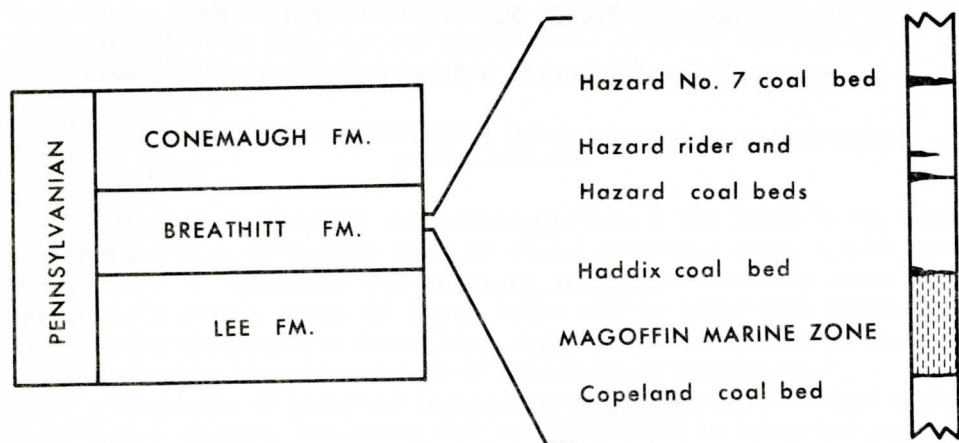 PENNSYLVANIAN
CONEMAUGH FM.
BREATHITT FM.
LEE FM.
Hazard No. 7 coal bed
Hazard rider and
Hazard coal beds
Haddix coal bed
MAGOFFIN MARINE ZONE
Copeland coal bed